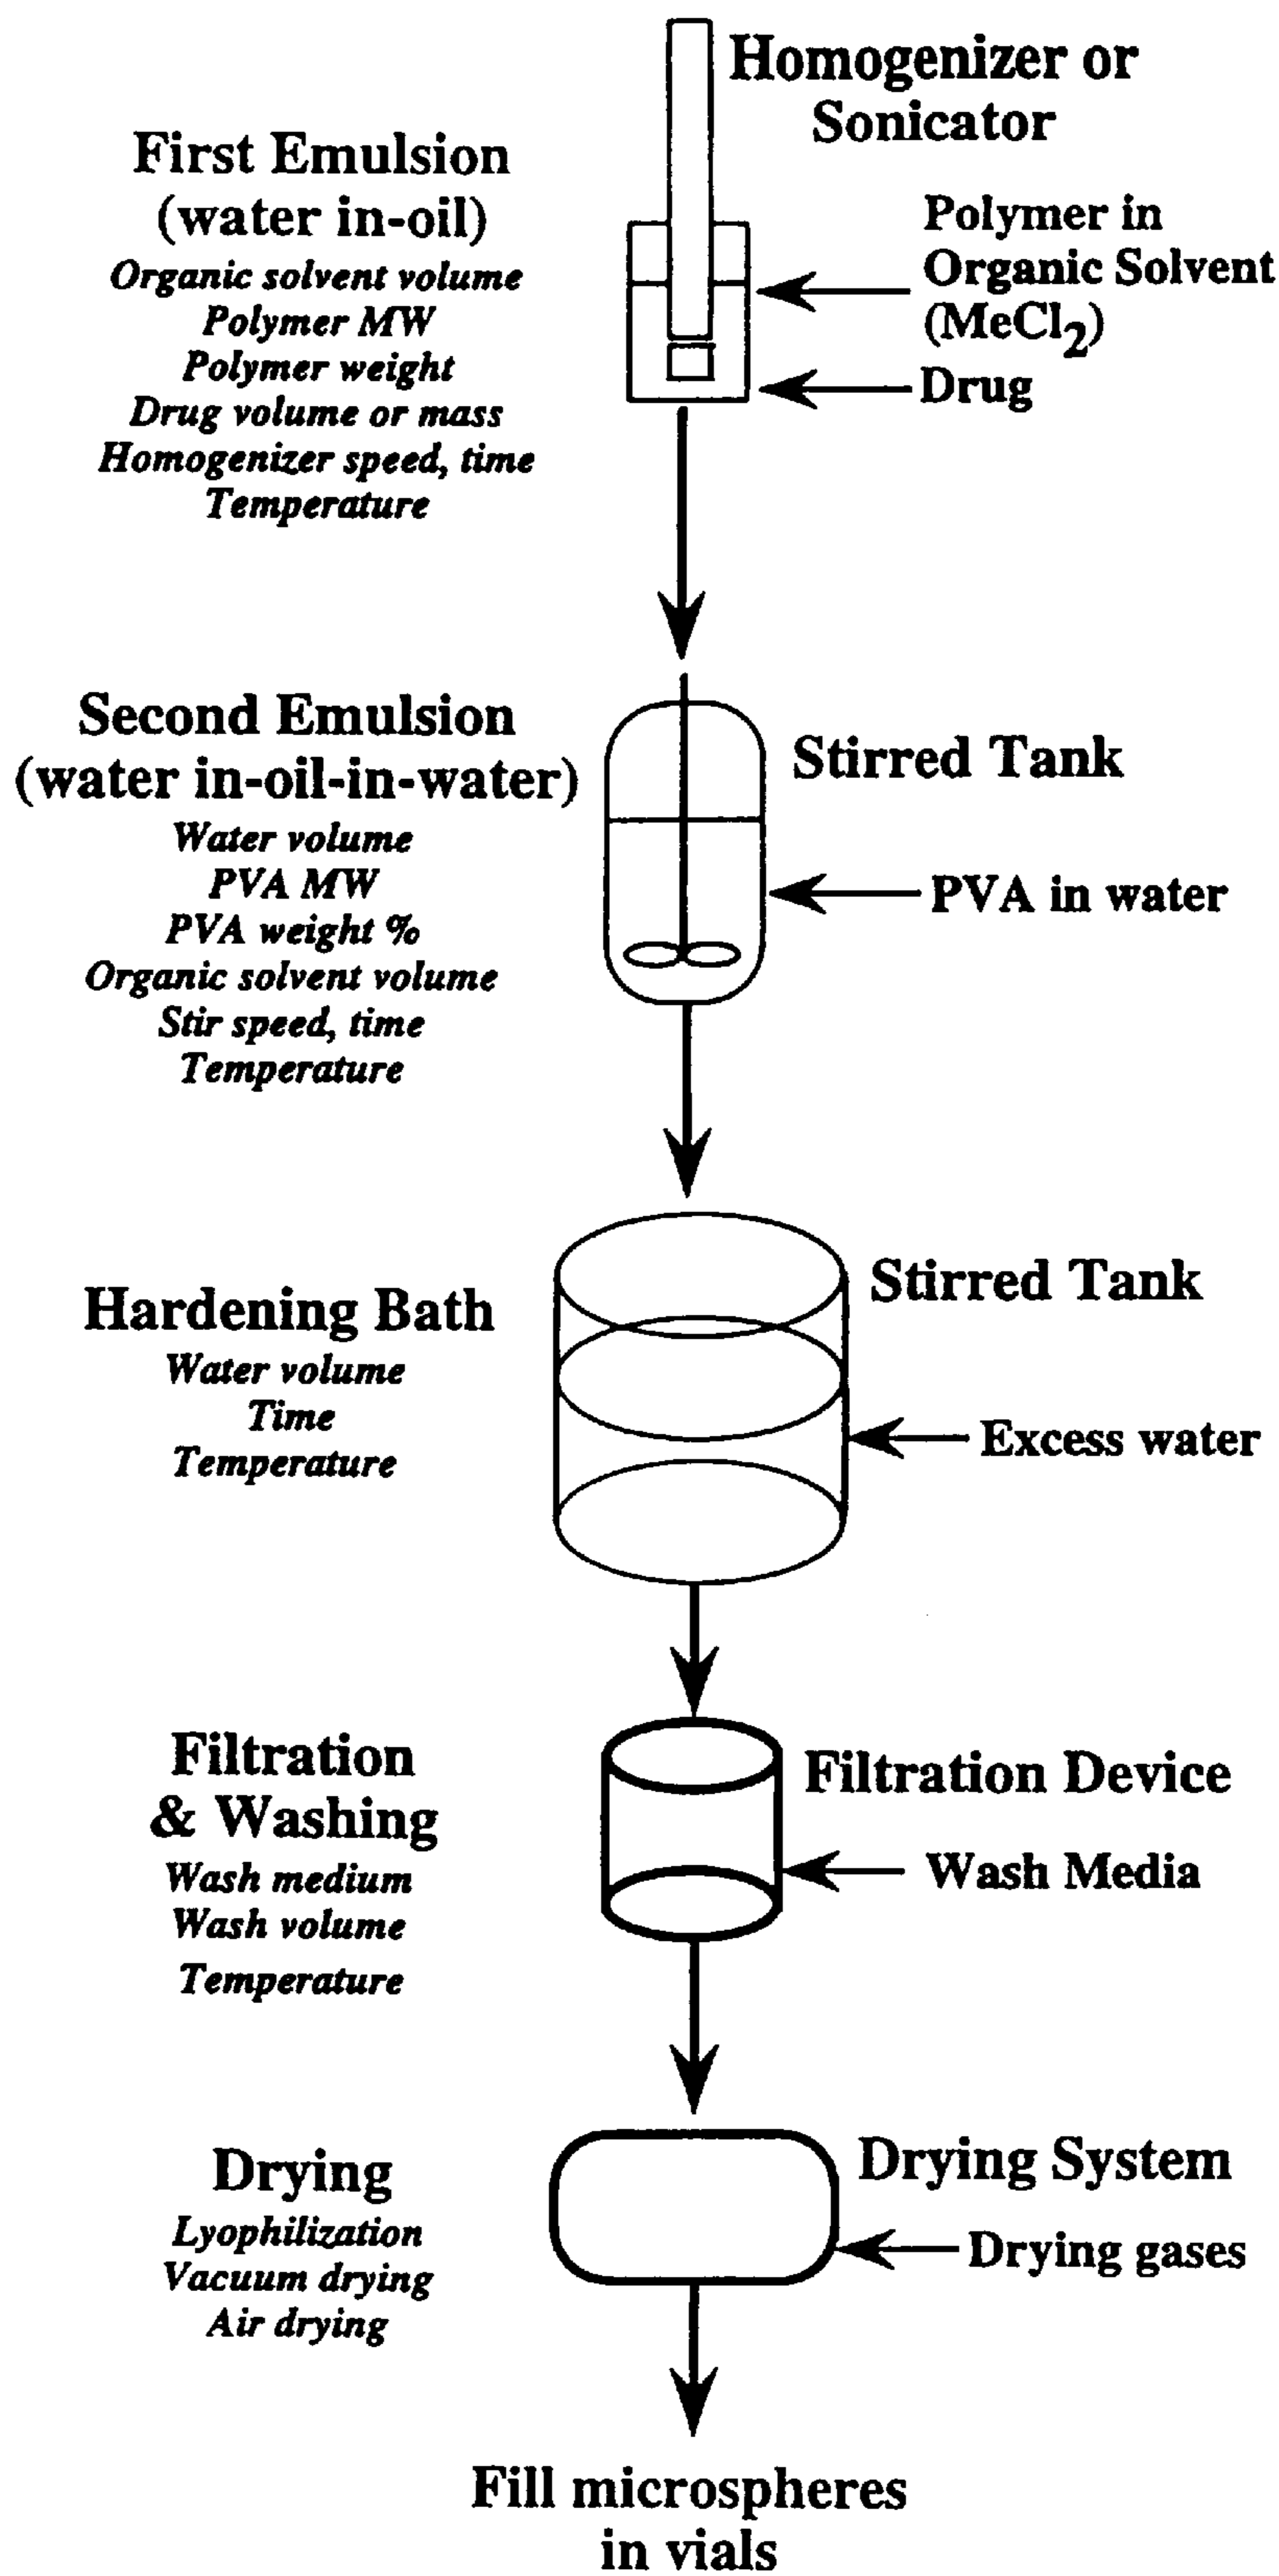 Homogenizer or
Sonicator
First Emulsion
(water in-oil)
Organic solvent volume
Polymer MW
Polymer weight
Drug volume or mass
Homogenizer speed, time
Temperature
Polymer in
Organic Solvent
(MeCl₂)
Drug
Second Emulsion
(water in-oil-in-water)
Water volume
PVA MW
PVA weight %
Organic solvent volume
Stir speed, time
Temperature
Stirred Tank
PVA in water
Hardening Bath
Water volume
Time
Temperature
Stirred Tank
Excess water
Filtration
& Washing
Wash medium
Wash volume
Temperature
Filtration Device
Wash Media
Drying
Lyophilization
Vacuum drying
Air drying
Drying System
Drying gases
Fill microspheres
in vials